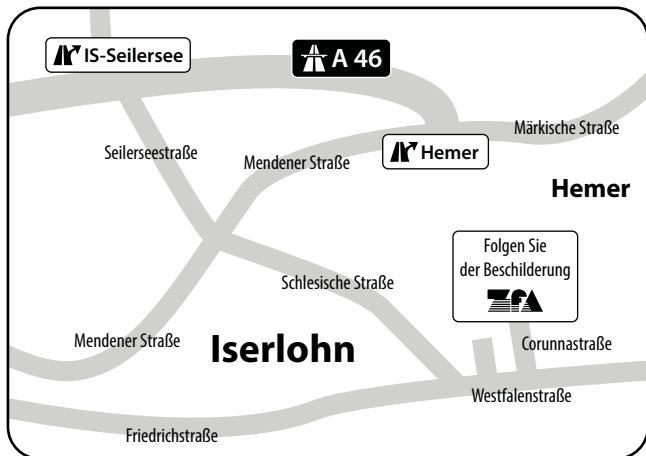 IS-Seilersee
A 46
Märkische Straße
Seilerseestraße
Mendener Straße
Hemer
Hemer
Folgen Sie
der Beschilderung
ZFA
Schlesische Straße
Mendener Straße
Iserlohn
Corunnastraße
Westfalenstraße
Friedrichstraße